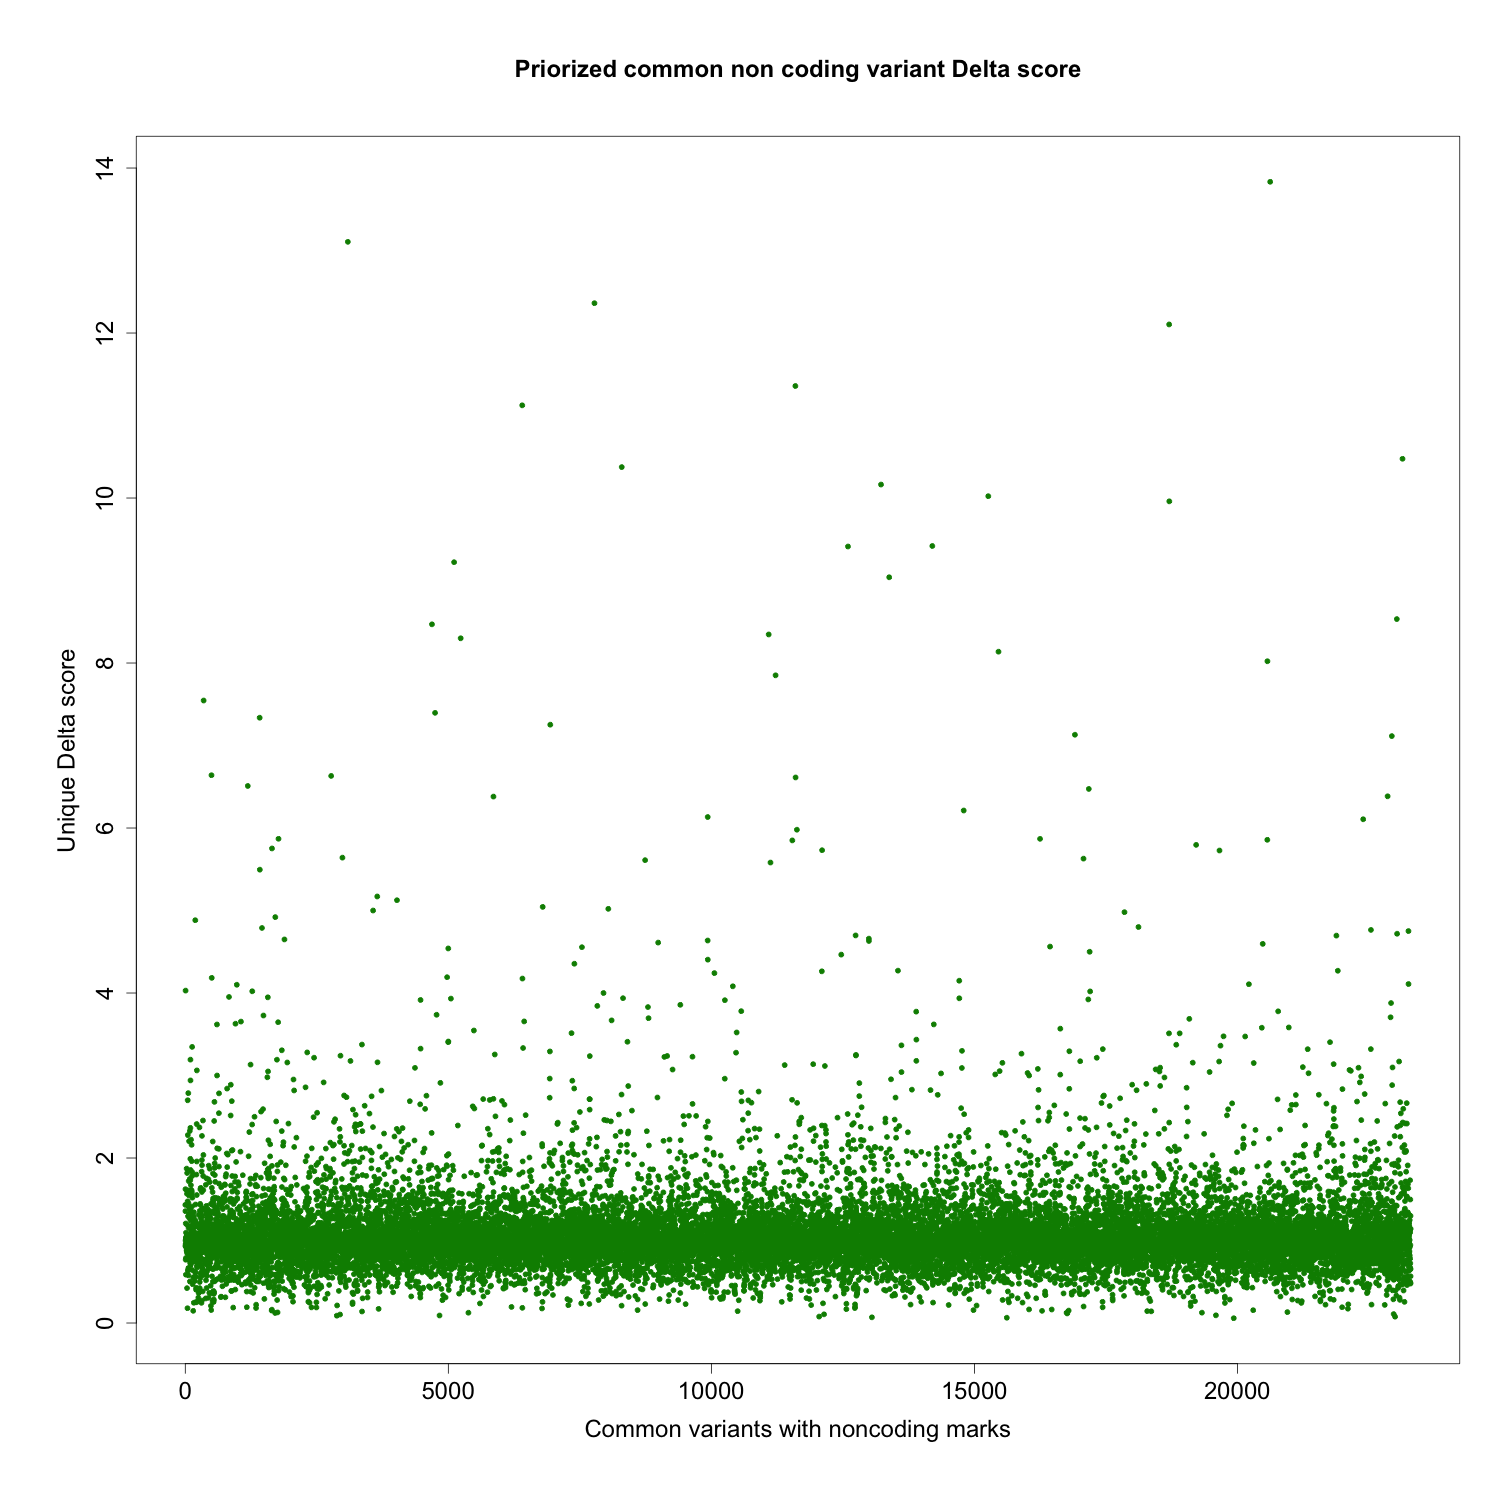 Priorized common non coding variant Delta score
14
12
10
8
6
4
2
0
Unique Delta score
0 5000 10000 15000 20000
Common variants with noncoding marks